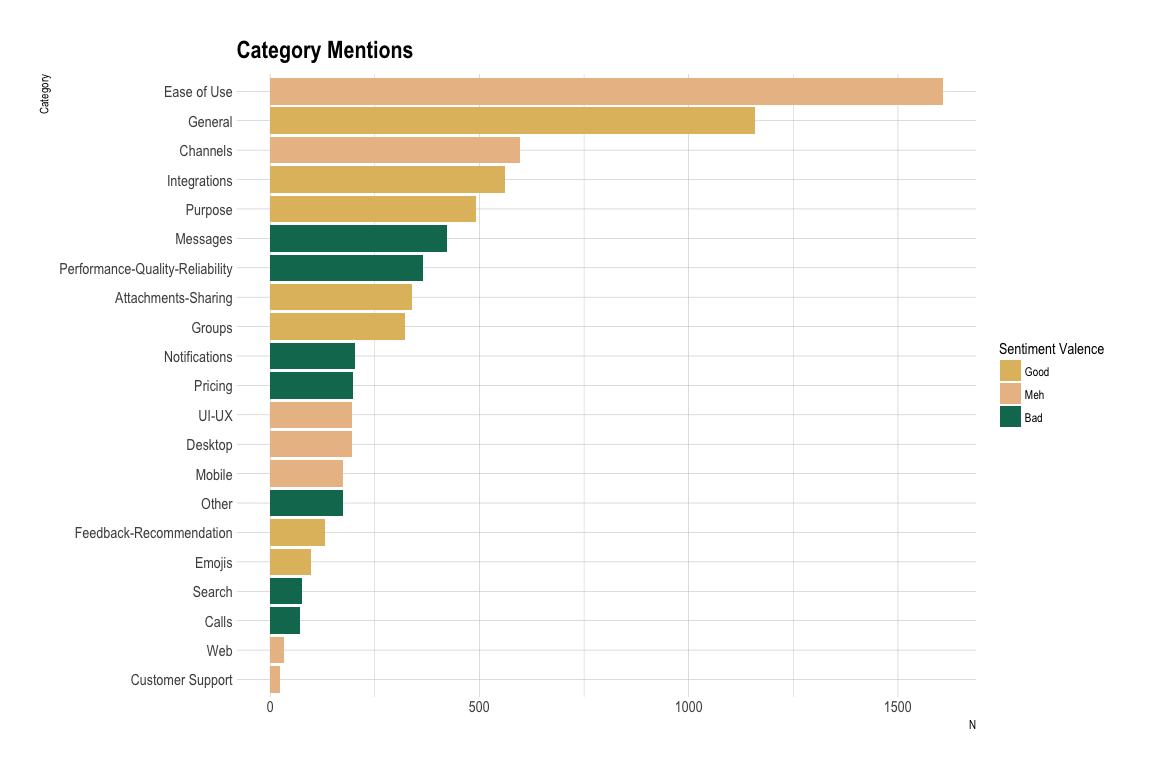 Category Mentions
Category
Ease of Use
General
Channels
Integrations
Purpose
Messages
Performance-Quality-Reliability
Attachments-Sharing
Groups
Notifications
Pricing
UI-UX
Desktop
Mobile
Other
Feedback-Recommendation
Emojis
Search
Calls
Web
Customer Support
0 500 1000 1500
N
Sentiment Valence
Good
Meh
Bad